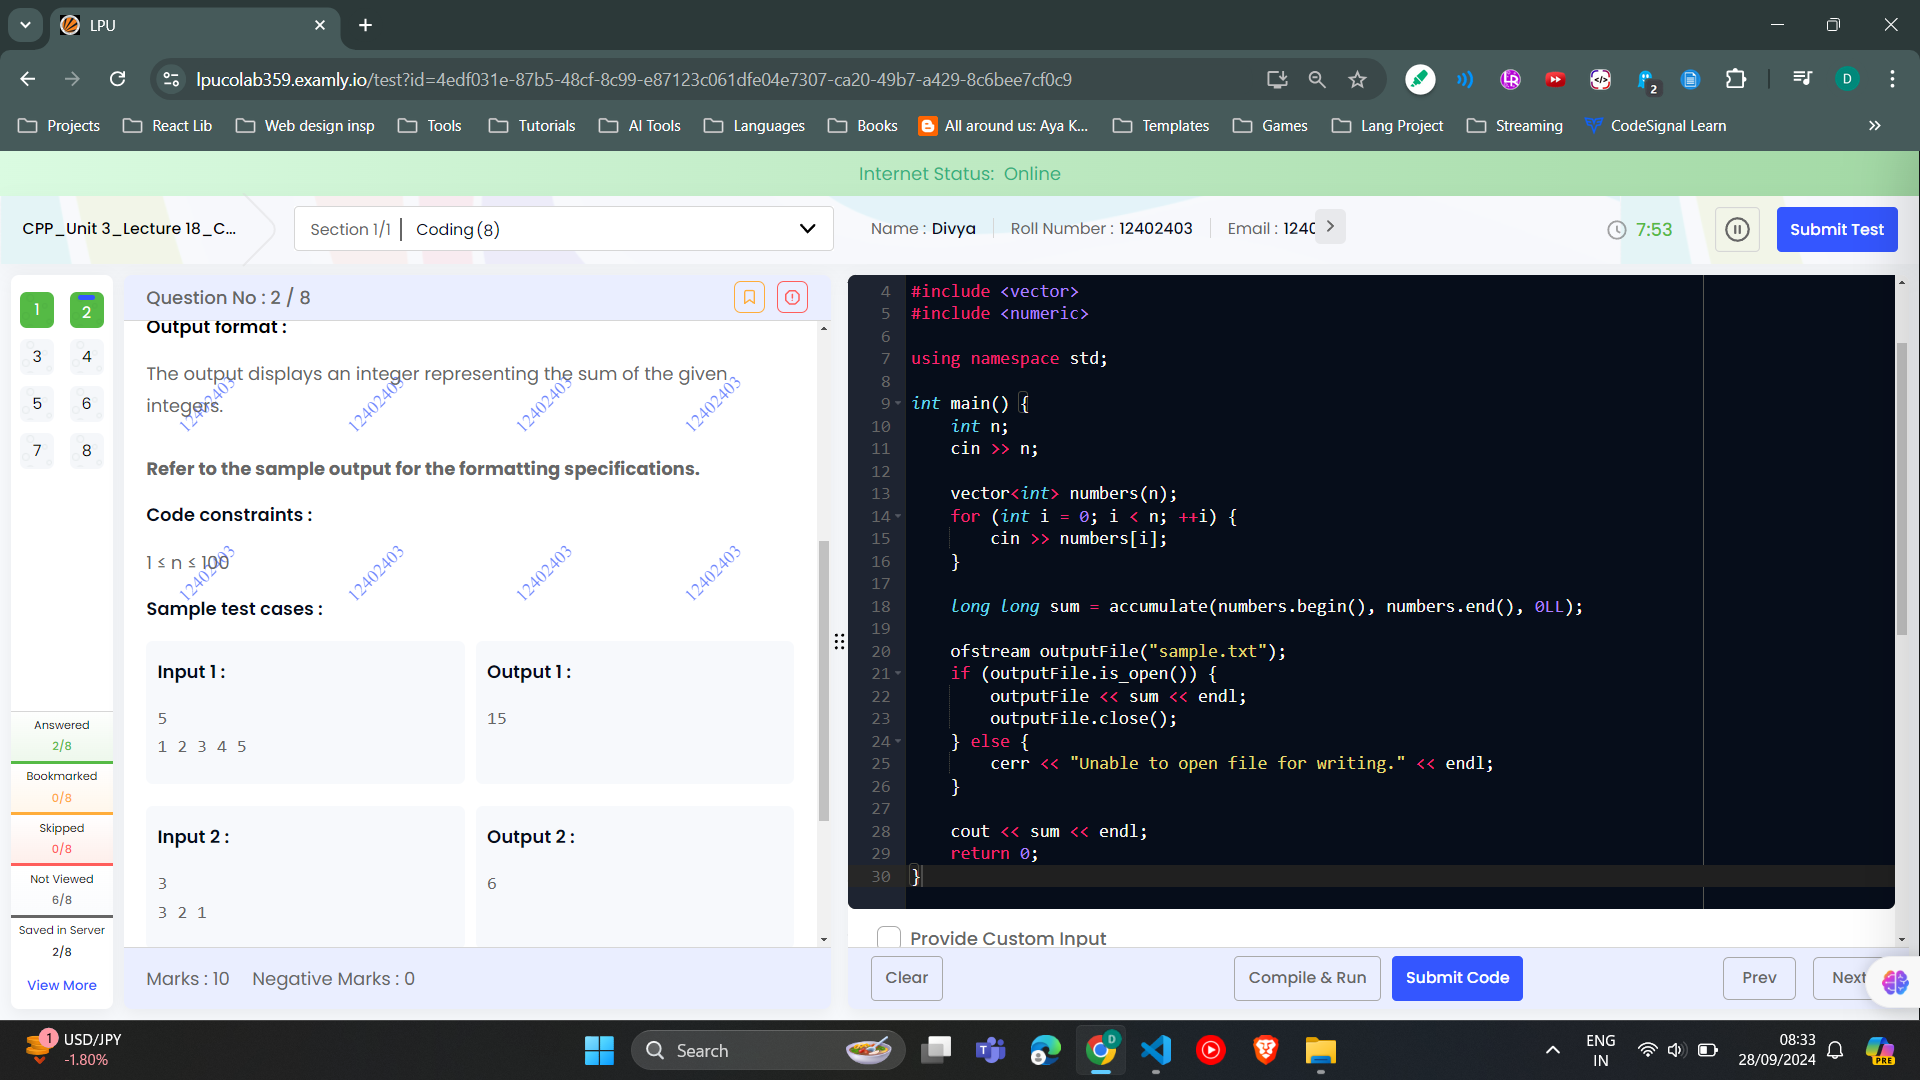 LPU
lpucolab359.examly.io/test?id=4edf031e-87b5-48cf-8c99-e87123c061dfe04e7307-ca20-49b7-a429-8c6bee7cf0c9
2
D
Projects
React Lib
Web design insp
Tools
Tutorials
AI Tools
Languages
Books
All around us: Aya K...
Templates
Games
Lang Project
Streaming
CodeSignal Learn
»
Internet Status: Online
CPP_Unit 3_Lecture 18_C...
Section 1/1 | Coding (8)
Name : Divya
Roll Number : 12402403
Email : 1240
7:53
Submit Test
1 2
3 4
5 6
7 8
Answered
2/8
Bookmarked
0/8
Skipped
0/8
Not Viewed
6/8
Saved in Server
2/8
View More
Question No : 2 / 8
Output format :
The output displays an integer representing the sum of the given
integers.
12402403 12402403 12402403 12402403
Refer to the sample output for the formatting specifications.
Code constraints :
1 ≤ n ≤ 100
12402403 12402403 12402403 12402403
Sample test cases :
Input 1 :
5
1 2 3 4 5
Output 1 :
15
Input 2 :
3
3 2 1
Output 2 :
6
Marks : 10 Negative Marks : 0
4 #include <vector>
5 #include <numeric>
6
7 using namespace std;
8
9 int main() {
10 int n;
11 cin >> n;
12
13 vector<int> numbers(n);
14 for (int i = 0; i < n; ++i) {
15 cin >> numbers[i];
16 }
17
18 long long sum = accumulate(numbers.begin(), numbers.end(), 0LL);
19
20 ofstream outputFile("sample.txt");
21 if (outputFile.is_open()) {
22 outputFile << sum << endl;
23 outputFile.close();
24 } else {
25 cerr << "Unable to open file for writing." << endl;
26 }
27
28 cout << sum << endl;
29 return 0;
30 }
Provide Custom Input
Clear
Compile & Run
Submit Code
Prev
Next
1
USD/JPY
-1.80%
Search
D
ENG
IN
08:33
28/09/2024
PRE